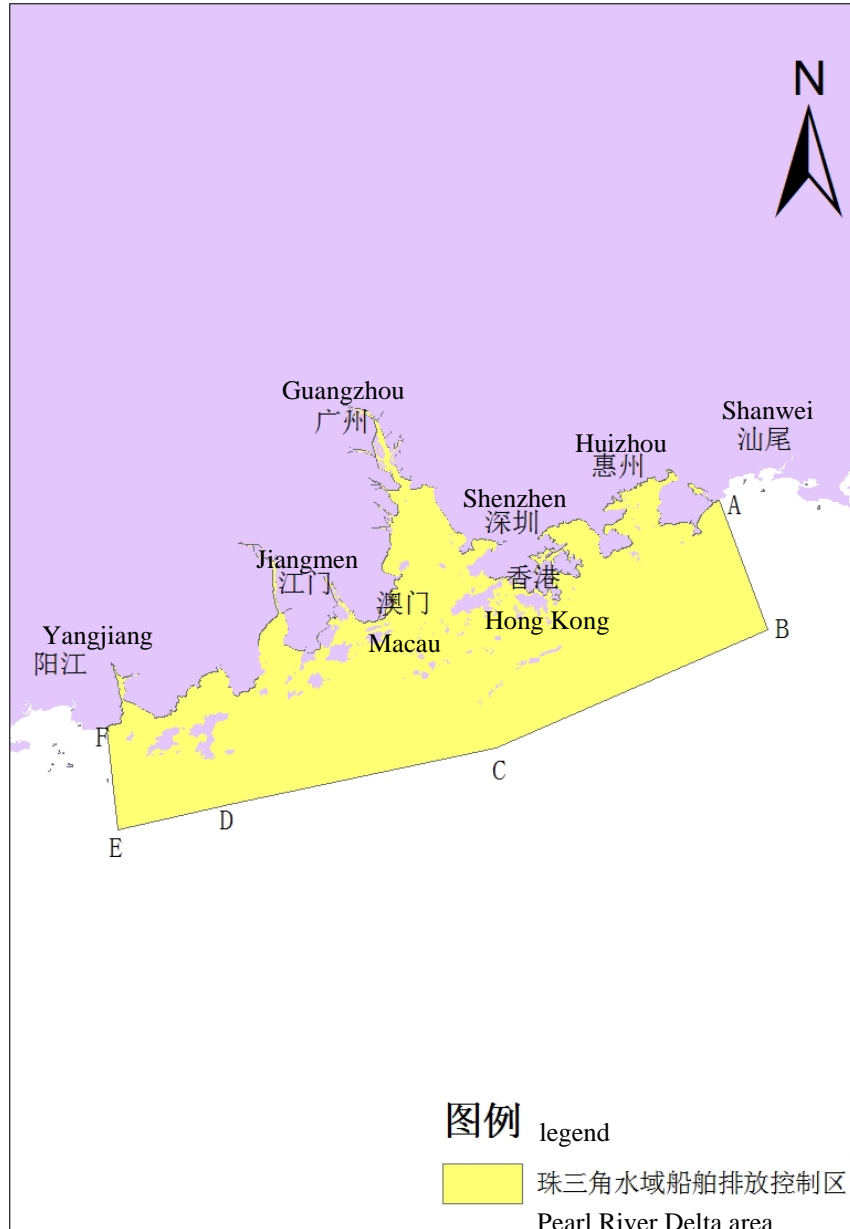 N
Guangzhou
广州
Shanwei
汕尾
Huizhou
惠州
Shenzhen
深圳
A
Jiangmen
江门
香港
澳门
Hong Kong
B
Yangjiang
Macau
阳江
F
C
D
E
图例 legend
珠三角水域船舶排放控制区
Pearl River Delta area